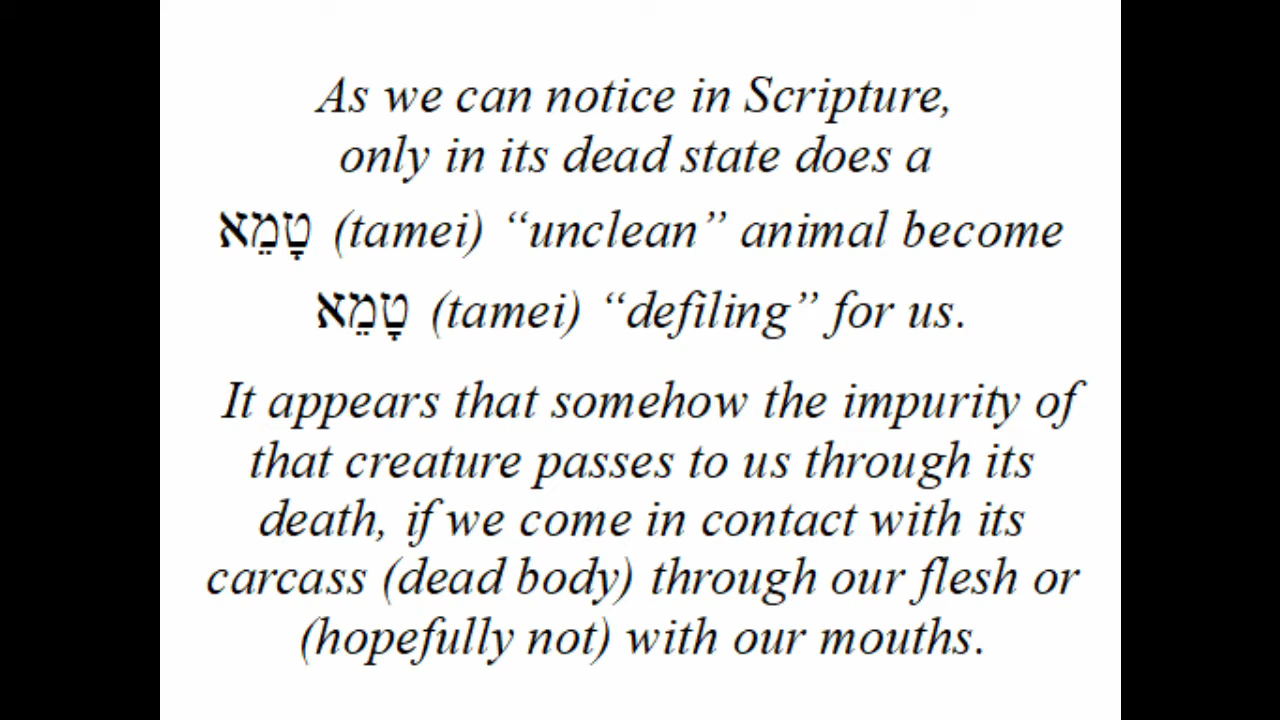 As we can notice in Scripture,
only in its dead state does a
טָמֵא (tamei) “unclean” animal become
טָמֵא (tamei) “defiling” for us.
It appears that somehow the impurity of
that creature passes to us through its
death, if we come in contact with its
carcass (dead body) through our flesh or
(hopefully not) with our mouths.